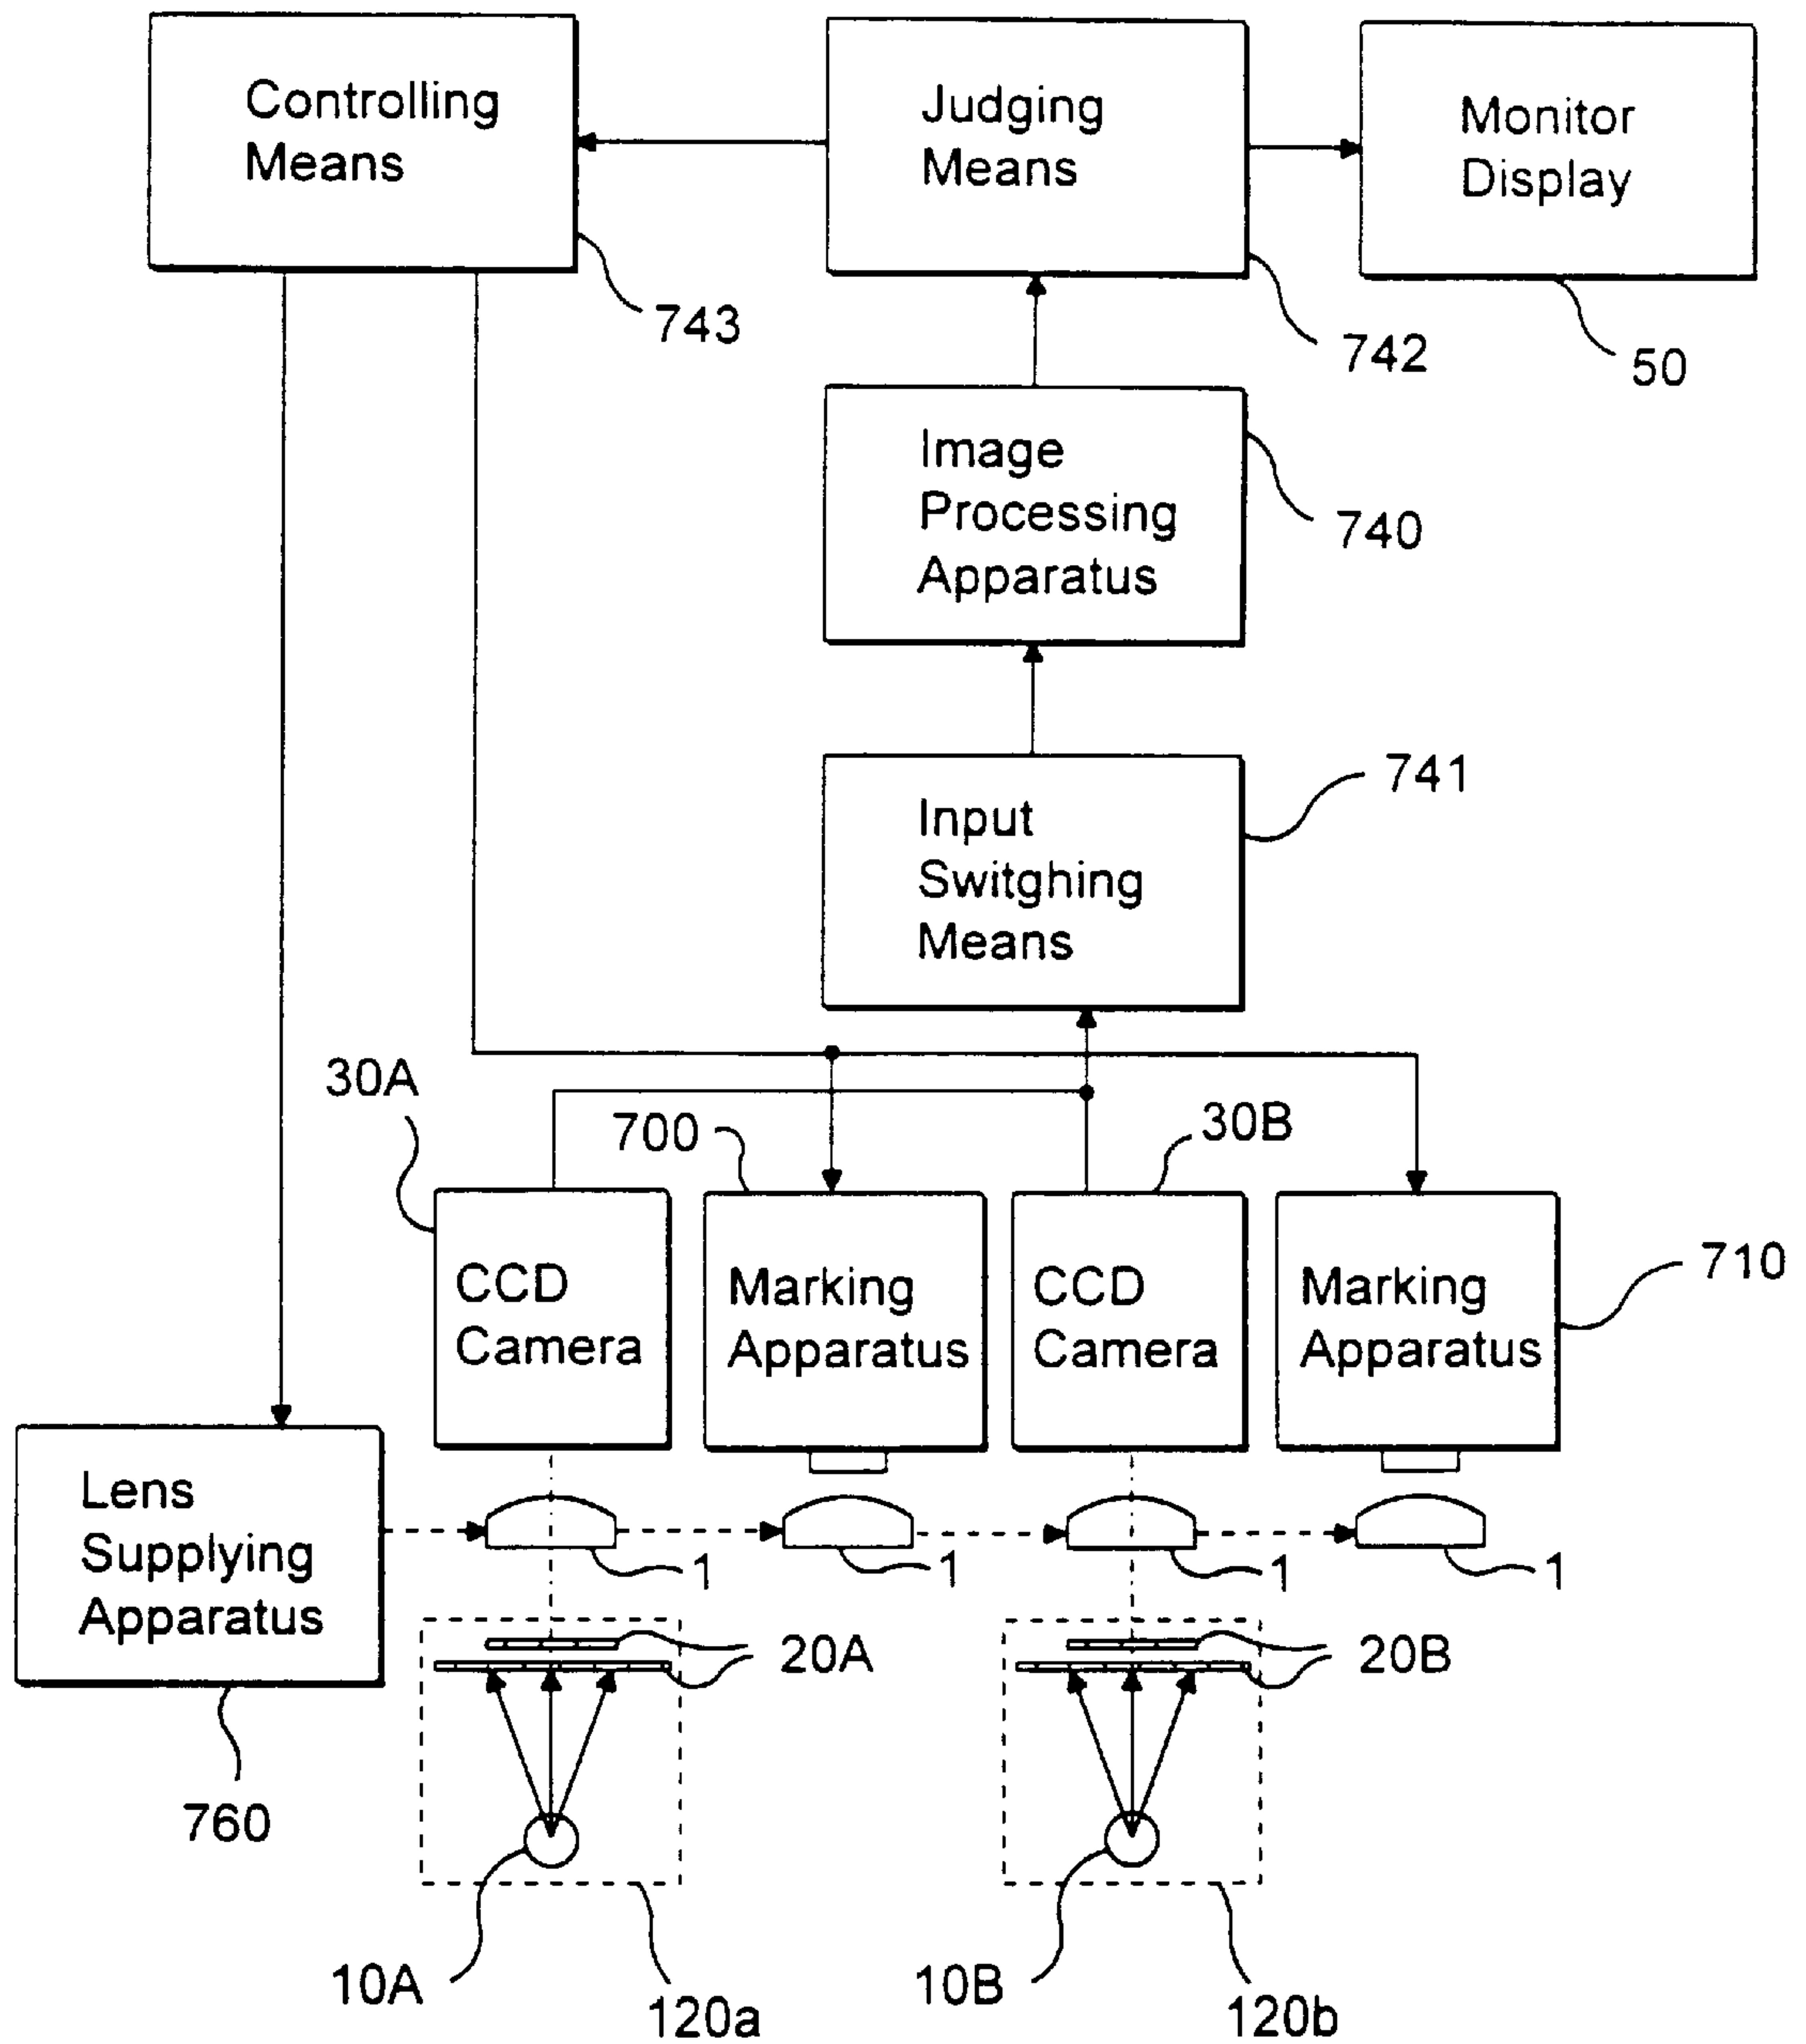 Controlling
Means
Judging
Means
Monitor
Display
743
742
50
Image
Processing
Apparatus
740
Input
Switghing
Means
741
30A
700
30B
CCD
Camera
Marking
Apparatus
CCD
Camera
Marking
Apparatus
710
Lens
Supplying
Apparatus
1
1
1
1
20A
20B
760
10A
120a
10B
120b